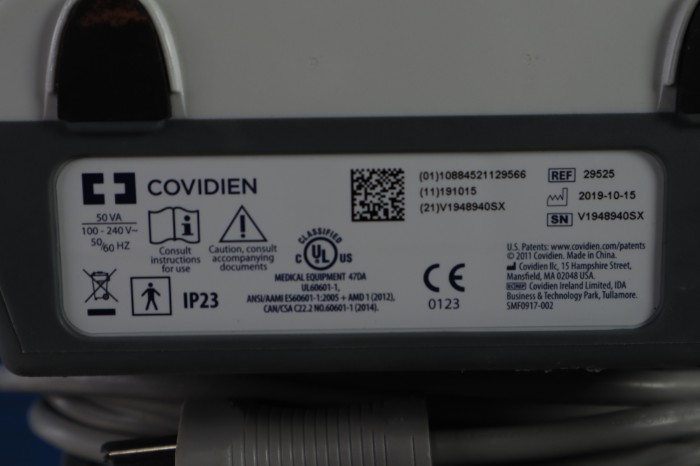 COVIDIEN
50 VA
100 - 240 V~
50/60 HZ
Consult
instructions
for use
Caution, consult
accompanying
documents
IP23
CLASSIFIED
C UL US
MEDICAL EQUIPMENT 47DA
UL60601-1,
ANSI/AAMI ES60601-1:2005 + AMD 1 (2012),
CAN/CSA C22.2 NO.60601-1 (2014).
(01)10884521129566
(11)191015
(21)V1948940SX
CE
0123
REF 29525
2019-10-15
SN V1948940SX
U.S. Patents: www.covidien.com/patents
© 2011 Covidien. Made in China.
Covidien llc, 15 Hampshire Street,
Mansfield, MA 02048 USA.
Covidien Ireland Limited, IDA
Business & Technology Park, Tullamore.
SMF0917-002